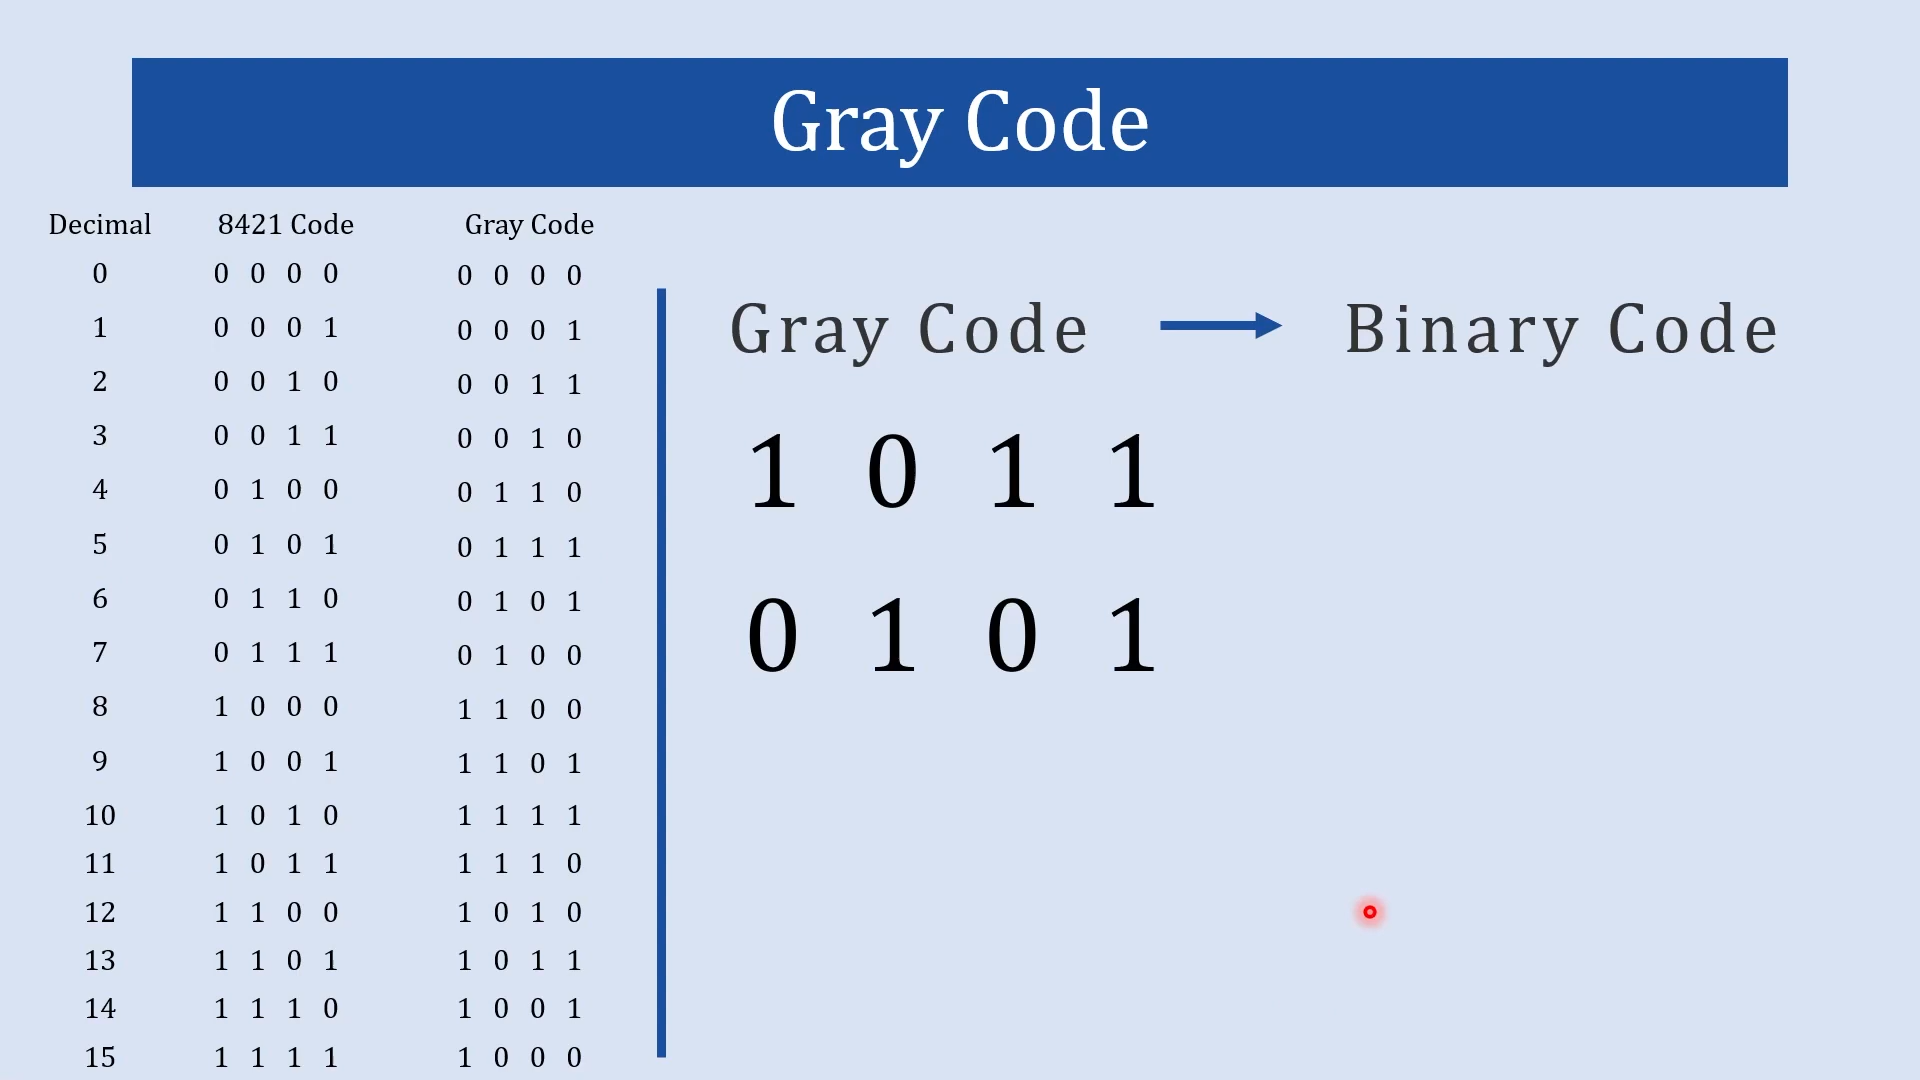 Gray Code
Decimal 8421 Code Gray Code
0 0 0 0 0 0 0 0 0
1 0 0 0 1 0 0 0 1
2 0 0 1 0 0 0 1 1
3 0 0 1 1 0 0 1 0
4 0 1 0 0 0 1 1 0
5 0 1 0 1 0 1 1 1
6 0 1 1 0 0 1 0 1
7 0 1 1 1 0 1 0 0
8 1 0 0 0 1 1 0 0
9 1 0 0 1 1 1 0 1
10 1 0 1 0 1 1 1 1
11 1 0 1 1 1 1 1 0
12 1 1 0 0 1 0 1 0
13 1 1 0 1 1 0 1 1
14 1 1 1 0 1 0 0 1
15 1 1 1 1 1 0 0 0
Gray Code → Binary Code
1 0 1 1
0 1 0 1